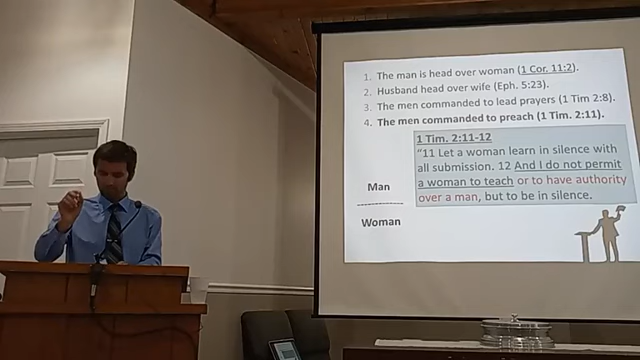 1. The man is head over woman (1 Cor. 11:2).
2. Husband head over wife (Eph. 5:23).
3. The men commanded to lead prayers (1 Tim 2:8).
4. The men commanded to preach (1 Tim. 2:11).
1 Tim. 2:11-12
"11 Let a woman learn in silence with
all submission. 12 And I do not permit
a woman to teach or to have authority
over a man, but to be in silence.
Man
Woman